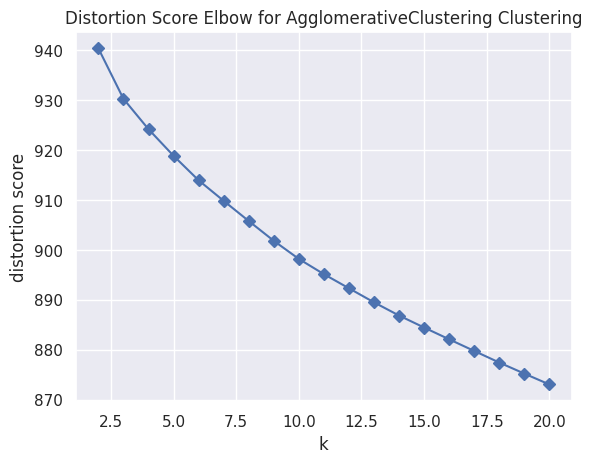 Distortion Score Elbow for AgglomerativeClustering Clustering
940
930
920
910
900
890
880
870
distortion score
2.5 5.0 7.5 10.0 12.5 15.0 17.5 20.0
k